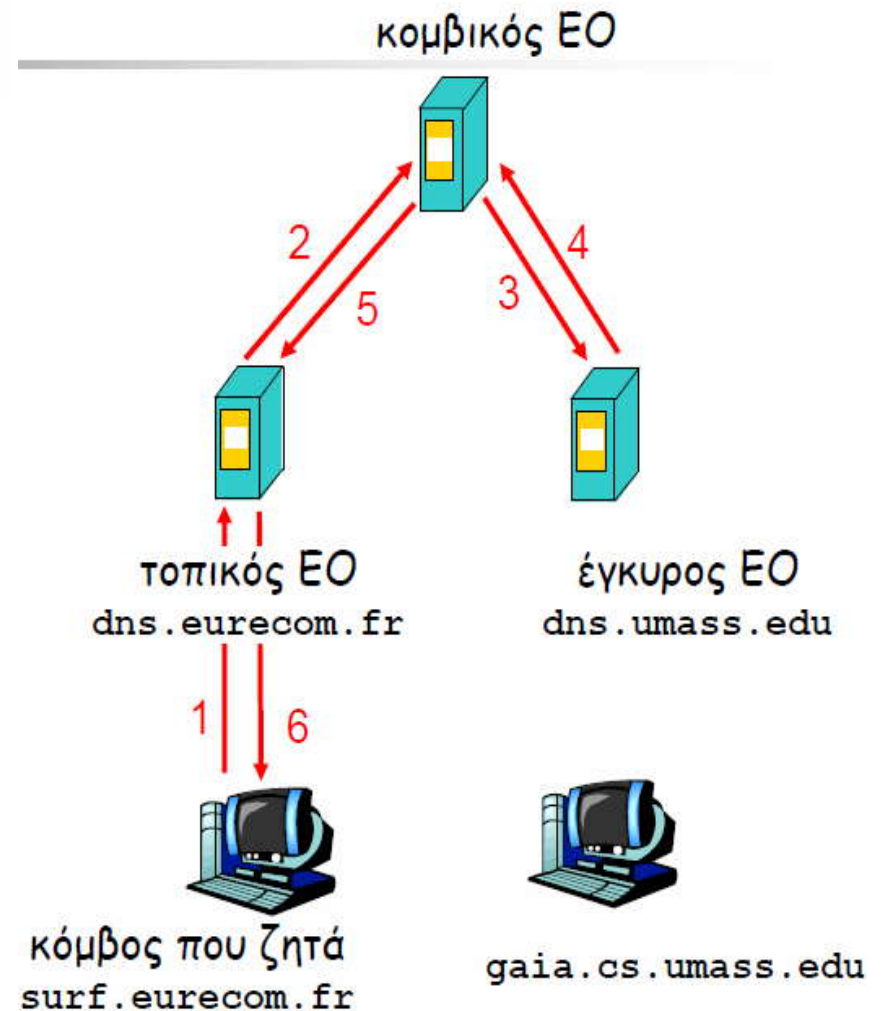 κομβικός ΕΟ
2
5
3
4
τοπικός ΕΟ
dns.eurecom.fr
έγκυρος ΕΟ
dns.umass.edu
1
6
κόμβος που ζητά
surf.eurecom.fr
gaia.cs.umass.edu